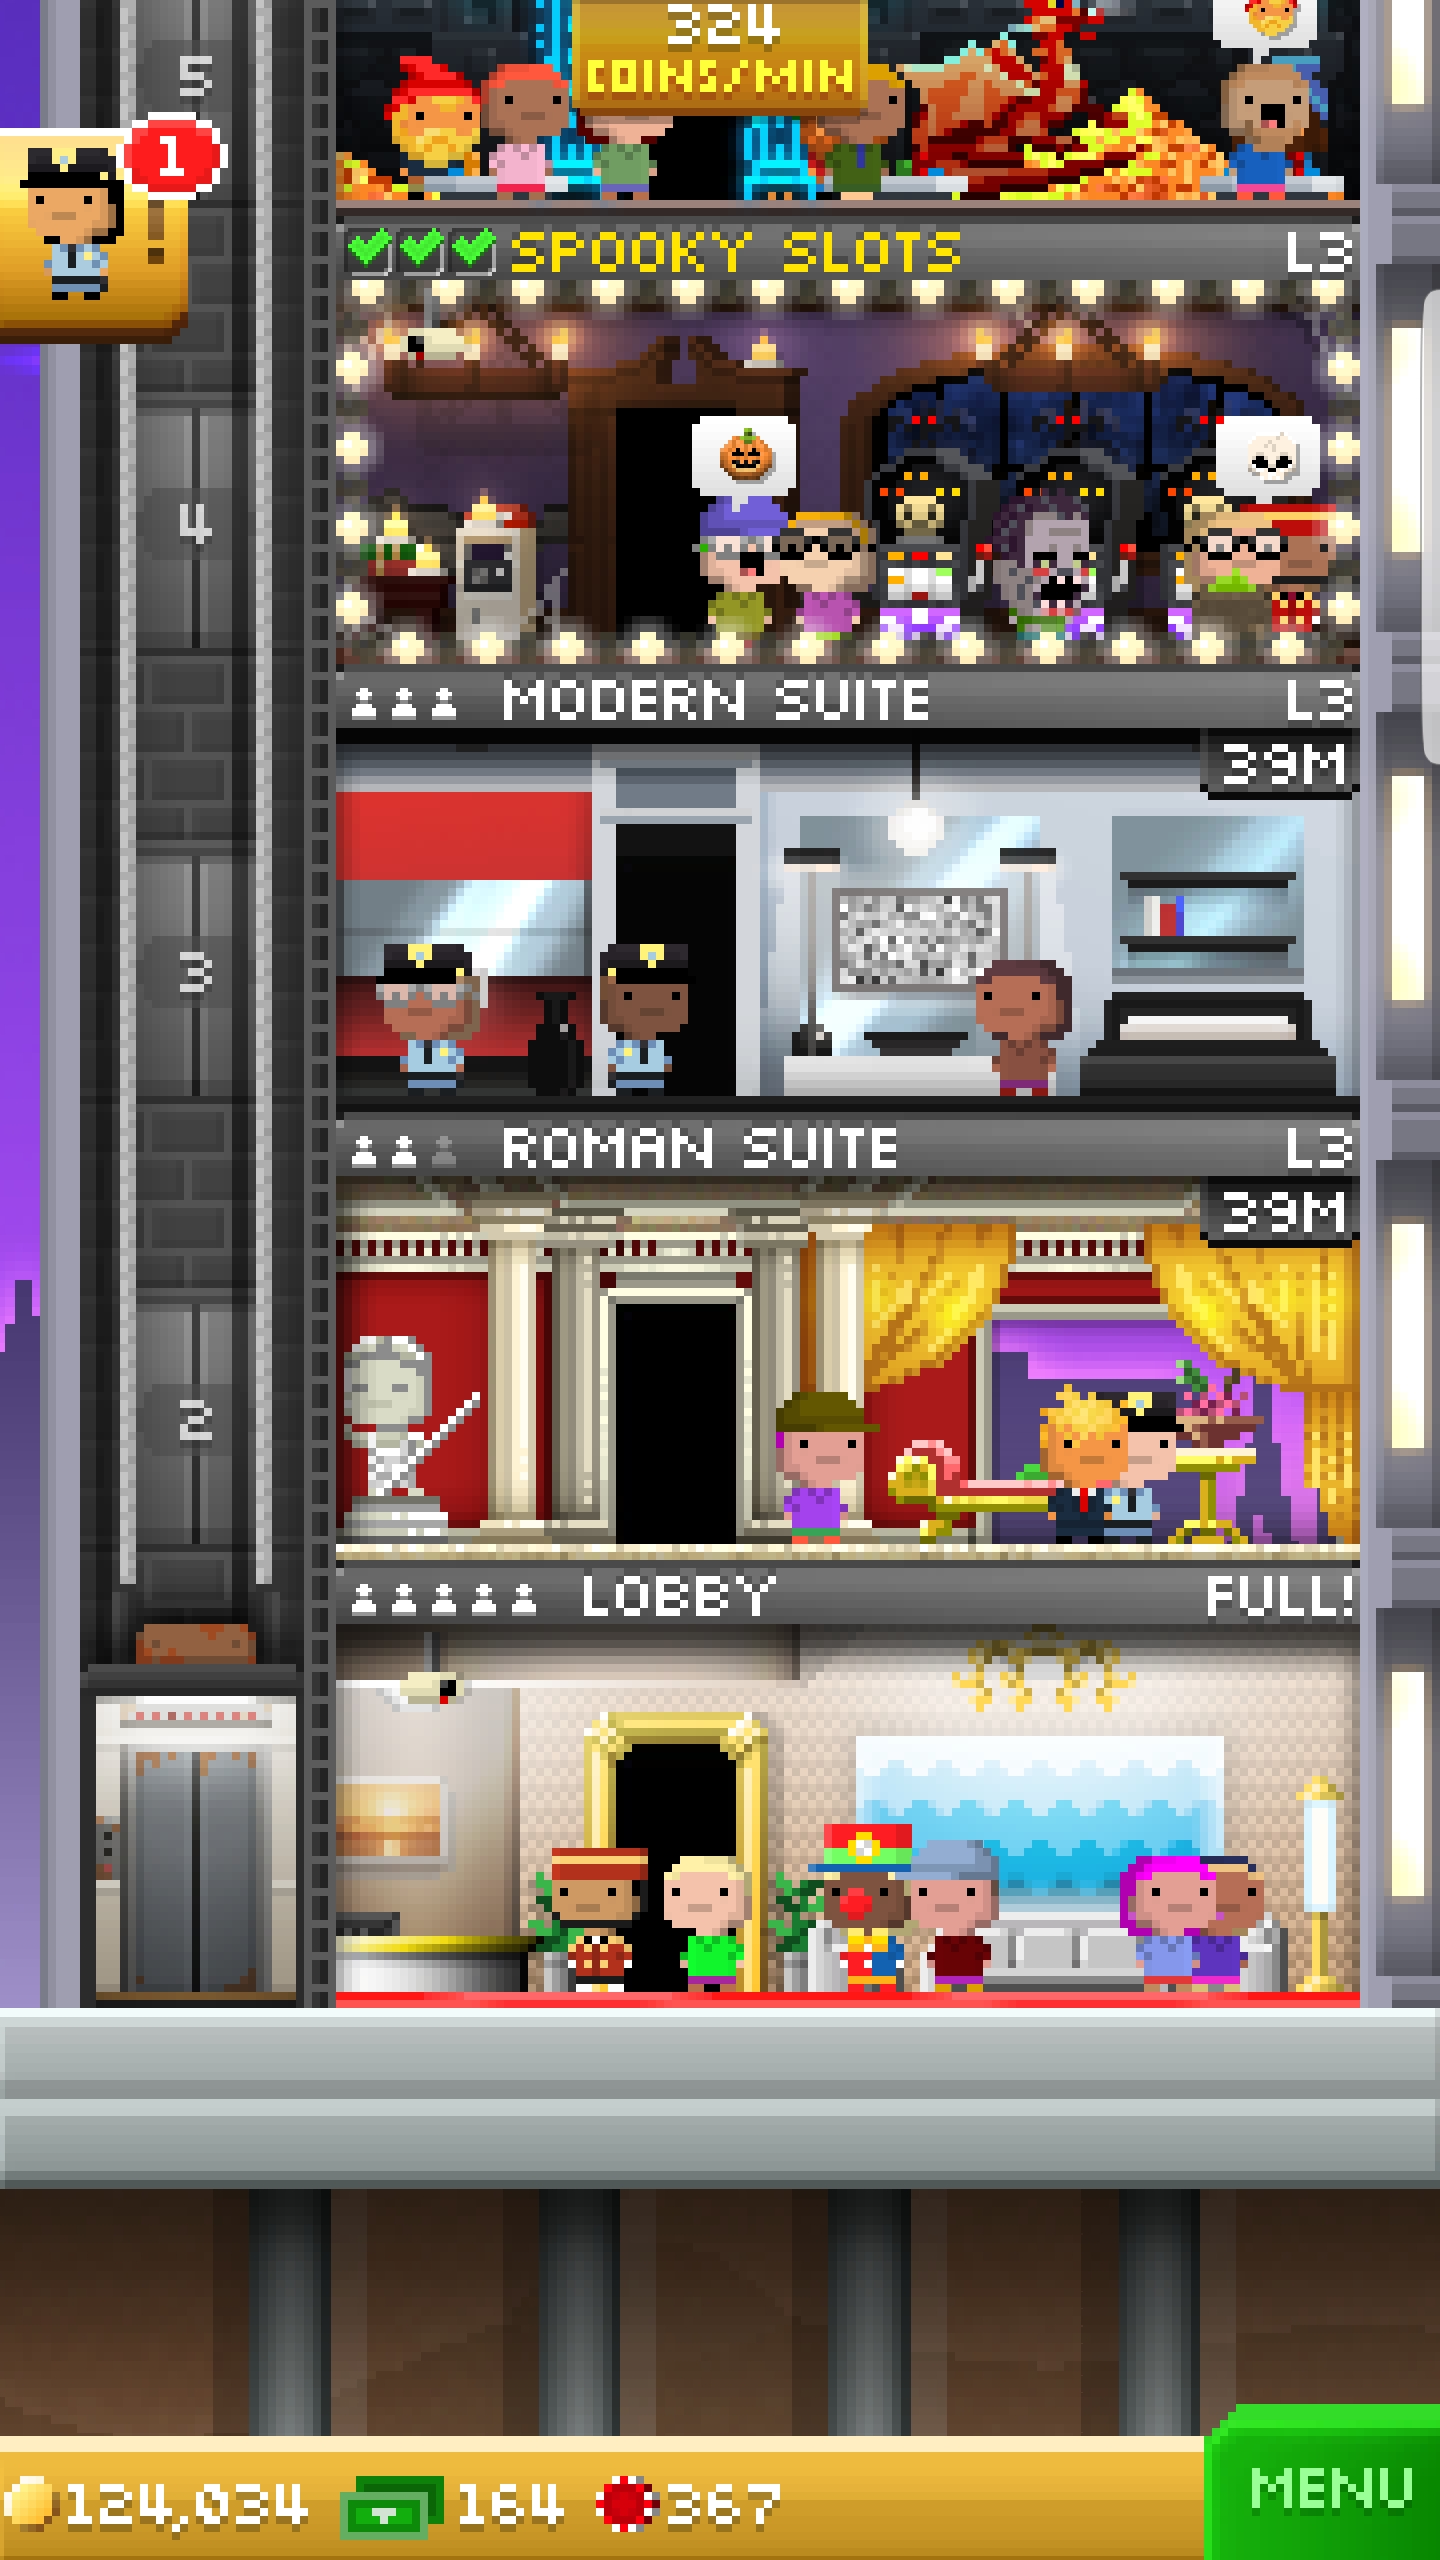 324
COINS/MIN
5
1
SPOOKY SLOTS L3
4
MODERN SUITE L3
39M
3
ROMAN SUITE L3
39M
2
LOBBY FULL!
124,034 164 367
MENU